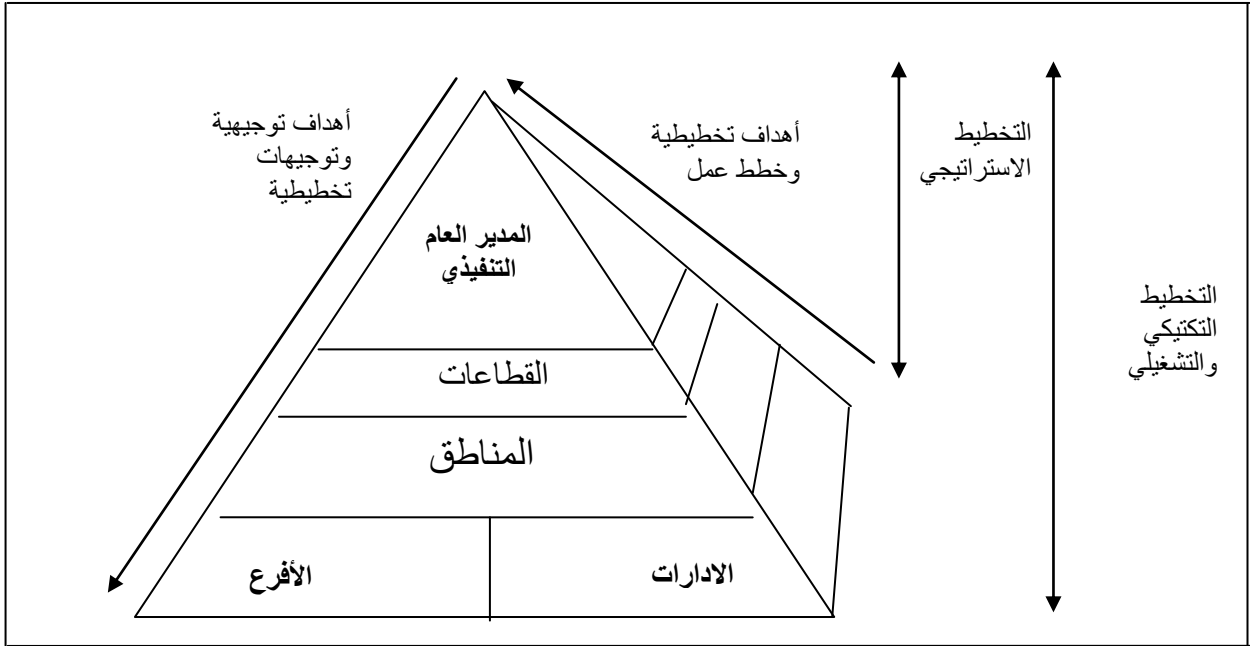 التخطيط
الاستراتيجي
أهداف تخطيطية
وخطط عمل
أهداف توجيهية
وتوجيهات
تخطيطية
المدير العام
التنفيذي
التخطيط
التكتيكي
والتشغيلي
القطاعات
المناطق
الادارات
الأفرع